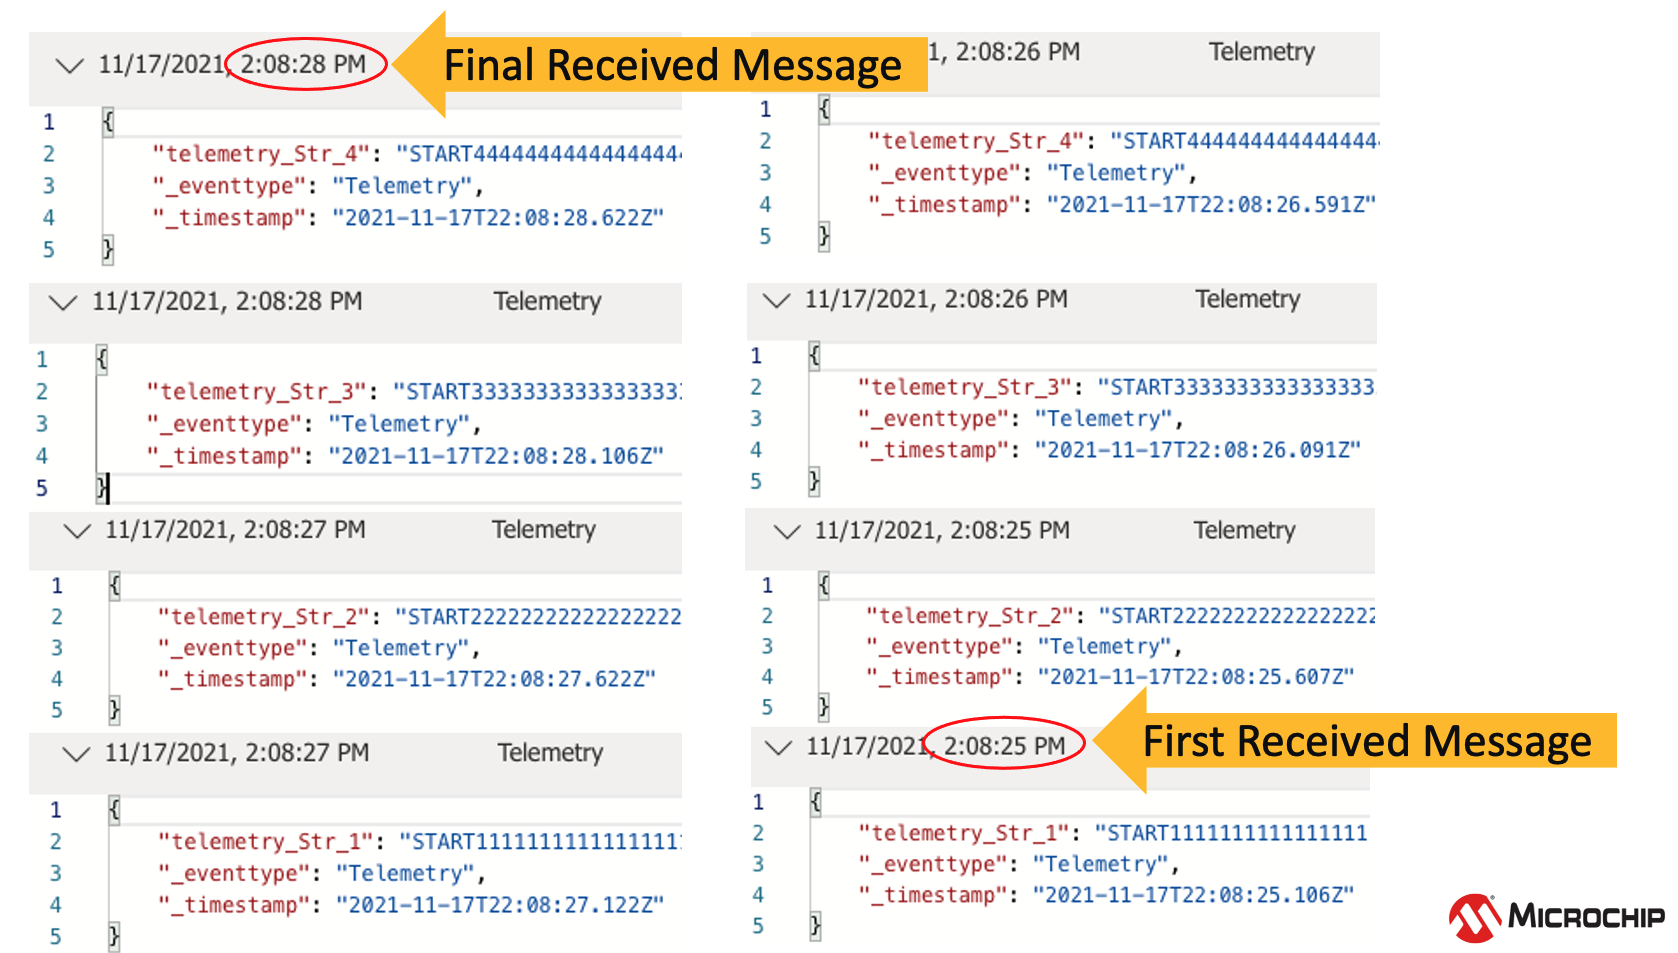 11/17/2021, 2:08:28 PM
Final Received Message
1 {
2 "telemetry_Str_4": "START44444444444444444
3 "_eventtype": "Telemetry",
4 "_timestamp": "2021-11-17T22:08:28.622Z"
5 }
11/17/2021, 2:08:28 PM Telemetry
1 {
2 "telemetry_Str_3": "START33333333333333333
3 "_eventtype": "Telemetry",
4 "_timestamp": "2021-11-17T22:08:28.106Z"
5 }
11/17/2021, 2:08:27 PM Telemetry
1 {
2 "telemetry_Str_2": "START22222222222222222
3 "_eventtype": "Telemetry",
4 "_timestamp": "2021-11-17T22:08:27.622Z"
5 }
11/17/2021, 2:08:27 PM Telemetry
1 {
2 "telemetry_Str_1": "START11111111111111111
3 "_eventtype": "Telemetry",
4 "_timestamp": "2021-11-17T22:08:27.122Z"
5 }
1, 2:08:26 PM Telemetry
1 {
2 "telemetry_Str_4": "START4444444444444444
3 "_eventtype": "Telemetry",
4 "_timestamp": "2021-11-17T22:08:26.591Z"
5 }
11/17/2021, 2:08:26 PM Telemetry
1 {
2 "telemetry_Str_3": "START33333333333333333
3 "_eventtype": "Telemetry",
4 "_timestamp": "2021-11-17T22:08:26.091Z"
5 }
11/17/2021, 2:08:25 PM Telemetry
1 {
2 "telemetry_Str_2": "START22222222222222222
3 "_eventtype": "Telemetry",
4 "_timestamp": "2021-11-17T22:08:25.607Z"
5 }
11/17/2021, 2:08:25 PM
First Received Message
1 {
2 "telemetry_Str_1": "START1111111111111111
3 "_eventtype": "Telemetry",
4 "_timestamp": "2021-11-17T22:08:25.106Z"
5 }
MICROCHIP